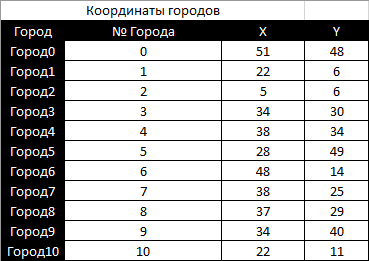 Координаты городов
Город № Города X Y
Город0 0 51 48
Город1 1 22 6
Город2 2 5 6
Город3 3 34 30
Город4 4 38 34
Город5 5 28 49
Город6 6 48 14
Город7 7 38 25
Город8 8 37 29
Город9 9 34 40
Город10 10 22 11